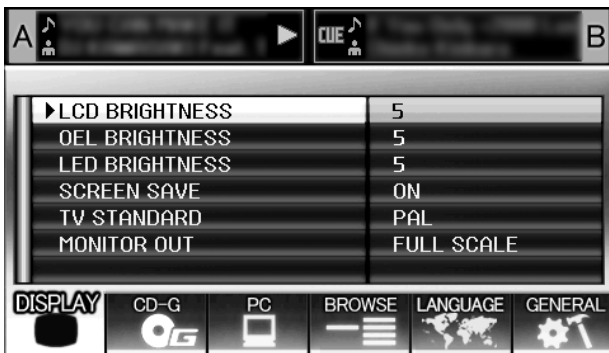 A
CUE
B
LCD BRIGHTNESS 5
OEL BRIGHTNESS 5
LED BRIGHTNESS 5
SCREEN SAVE ON
TV STANDARD PAL
MONITOR OUT FULL SCALE
DISPLAY CD-G PC BROWSE LANGUAGE GENERAL
G